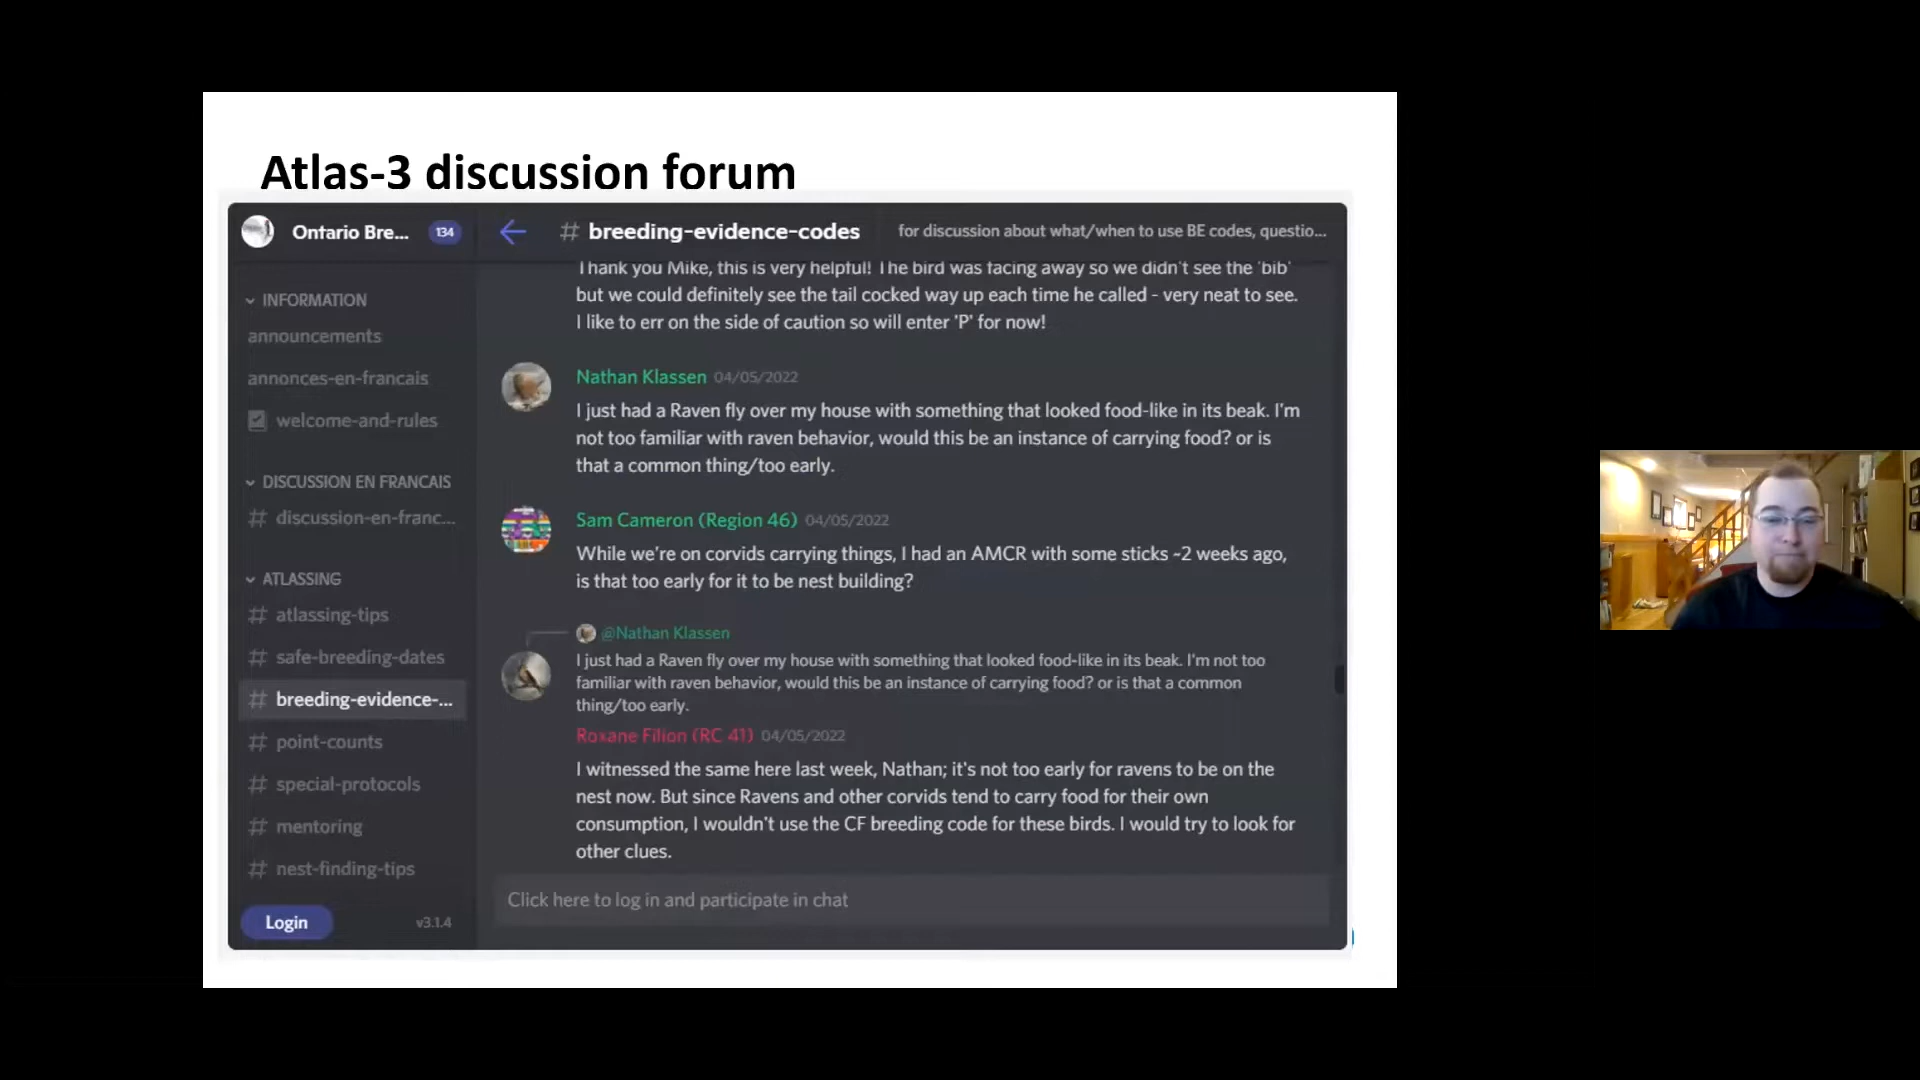 Atlas-3 discussion forum
Ontario Bre...
134
# breeding-evidence-codes
for discussion about what/when to use BE codes, questio...
INFORMATION
announcements
annonces-en-francais
welcome-and-rules
DISCUSSION EN FRANCAIS
# discussion-en-franc...
ATLASSING
# atlassing-tips
# safe-breeding-dates
# breeding-evidence-...
# point-counts
# special-protocols
# mentoring
# nest-finding-tips
Login
v3.1.4
Thank you Mike, this is very helpful! The bird was facing away so we didn't see the 'bib'
but we could definitely see the tail cocked way up each time he called - very neat to see.
I like to err on the side of caution so will enter 'P' for now!
Nathan Klassen 04/05/2022
I just had a Raven fly over my house with something that looked food-like in its beak. I'm
not too familiar with raven behavior, would this be an instance of carrying food? or is
that a common thing/too early.
Sam Cameron (Region 46) 04/05/2022
While we're on corvids carrying things, I had an AMCR with some sticks ~2 weeks ago,
is that too early for it to be nest building?
@Nathan Klassen
I just had a Raven fly over my house with something that looked food-like in its beak. I'm not too
familiar with raven behavior, would this be an instance of carrying food? or is that a common
thing/too early.
Roxane Filion (RC 41) 04/05/2022
I witnessed the same here last week, Nathan; it's not too early for ravens to be on the
nest now. But since Ravens and other corvids tend to carry food for their own
consumption, I wouldn't use the CF breeding code for these birds. I would try to look for
other clues.
Click here to log in and participate in chat